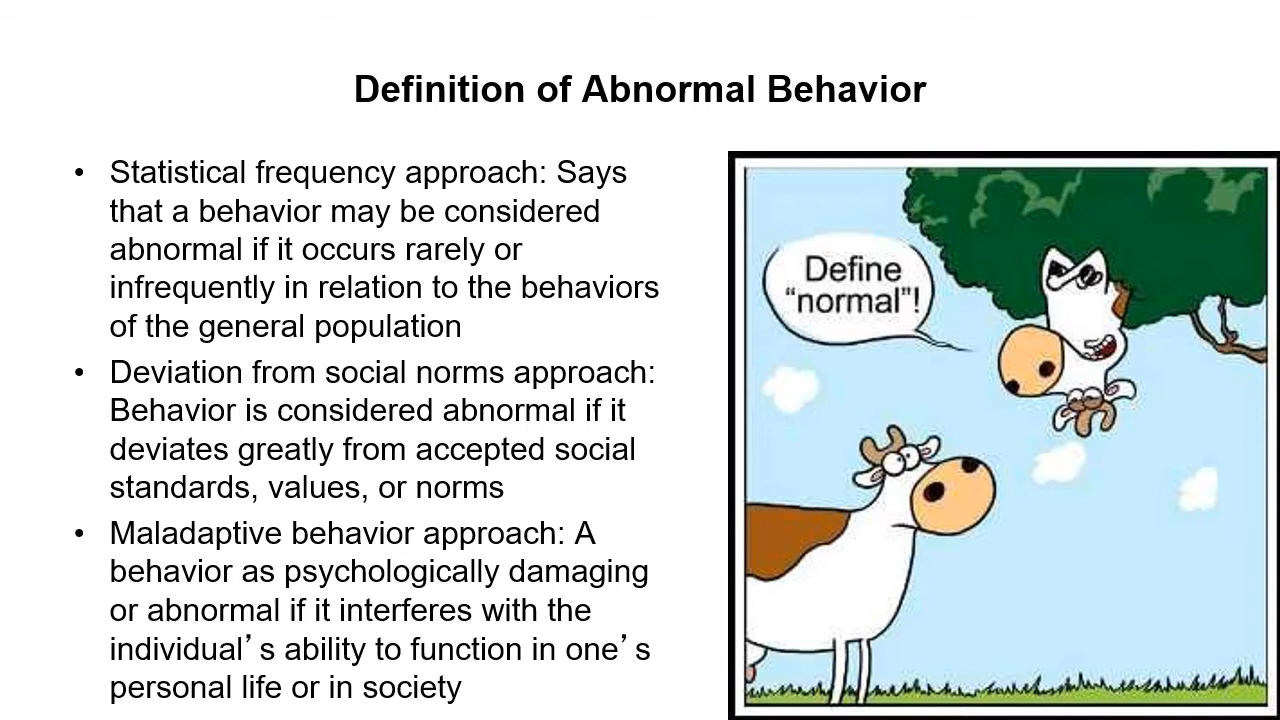 Definition of Abnormal Behavior
• Statistical frequency approach: Says
that a behavior may be considered
abnormal if it occurs rarely or
infrequently in relation to the behaviors
of the general population
• Deviation from social norms approach:
Behavior is considered abnormal if it
deviates greatly from accepted social
standards, values, or norms
• Maladaptive behavior approach: A
behavior as psychologically damaging
or abnormal if it interferes with the
individual’s ability to function in one’s
personal life or in society
Define
“normal”!